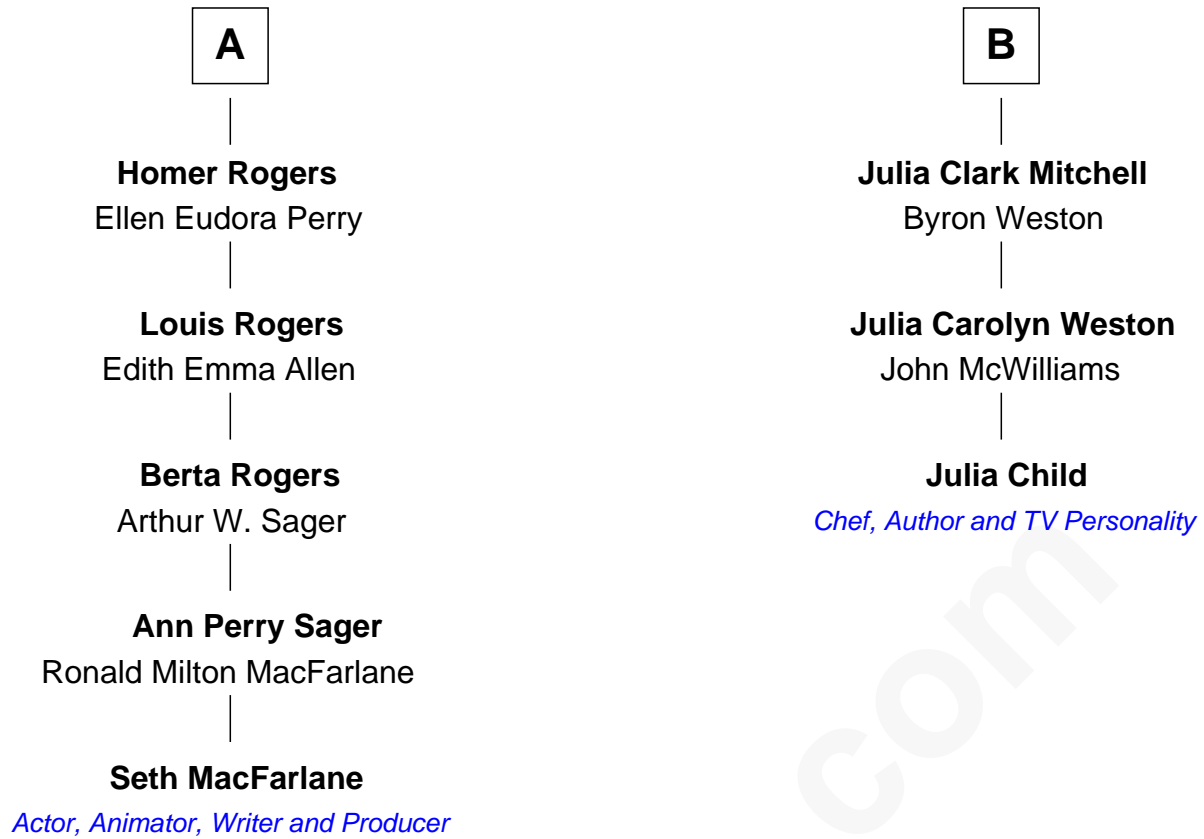 A
Homer Rogers
Ellen Eudora Perry
Louis Rogers
Edith Emma Allen
Berta Rogers
Arthur W. Sager
Ann Perry Sager
Ronald Milton MacFarlane
Seth MacFarlane
Actor, Animator, Writer and Producer
B
Julia Clark Mitchell
Byron Weston
Julia Carolyn Weston
John McWilliams
Julia Child
Chef, Author and TV Personality
com